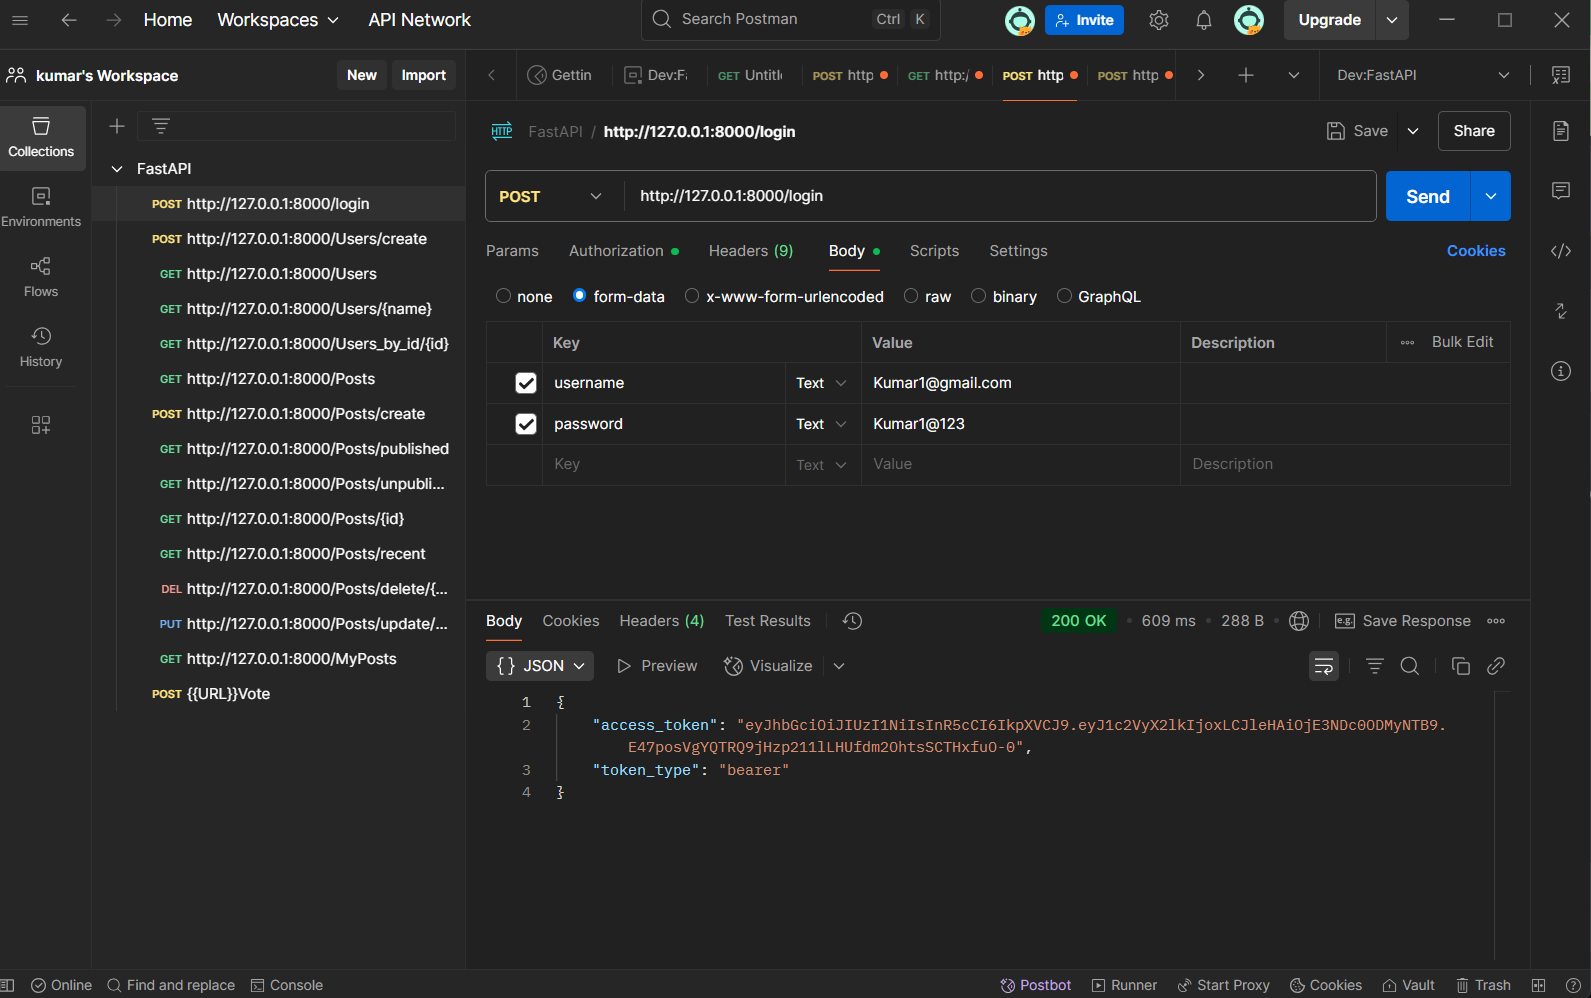 Home Workspaces API Network Search Postman Ctrl K Invite Upgrade
kumar's Workspace New Import
Gettin Dev:F GET Untitl POST http GET http:/ POST http POST http Dev:FastAPI
Collections
Environments
Flows
History
FastAPI
POST http://127.0.0.1:8000/login
POST http://127.0.0.1:8000/Users/create
GET http://127.0.0.1:8000/Users
GET http://127.0.0.1:8000/Users/{name}
GET http://127.0.0.1:8000/Users_by_id/{id}
GET http://127.0.0.1:8000/Posts
POST http://127.0.0.1:8000/Posts/create
GET http://127.0.0.1:8000/Posts/published
GET http://127.0.0.1:8000/Posts/unpubli...
GET http://127.0.0.1:8000/Posts/{id}
GET http://127.0.0.1:8000/Posts/recent
DEL http://127.0.0.1:8000/Posts/delete/{...
PUT http://127.0.0.1:8000/Posts/update/...
GET http://127.0.0.1:8000/MyPosts
POST {{URL}}Vote
HTTP FastAPI / http://127.0.0.1:8000/login Save Share
POST http://127.0.0.1:8000/login Send
Params Authorization Headers (9) Body Scripts Settings Cookies
none form-data x-www-form-urlencoded raw binary GraphQL
Key Value Description Bulk Edit
username Text Kumar1@gmail.com
password Text Kumar1@123
Key Text Value Description
Body Cookies Headers (4) Test Results 200 OK 609 ms 288 B e.g. Save Response
{} JSON Preview Visualize
1 {
2 "access_token": "eyJhbGciOiJIUzI1NiIsInR5cCI6IkpXVCJ9.eyJ1c2VyX2lkIjoxLCJleHAiOjE3NDc0ODMyNTB9.
E47posVgYQTRQ9jHzp211lLHUfdm2OhtsSCTHxfuO-0",
3 "token_type": "bearer"
4 }
Online Find and replace Console Postbot Runner Start Proxy Cookies Vault Trash